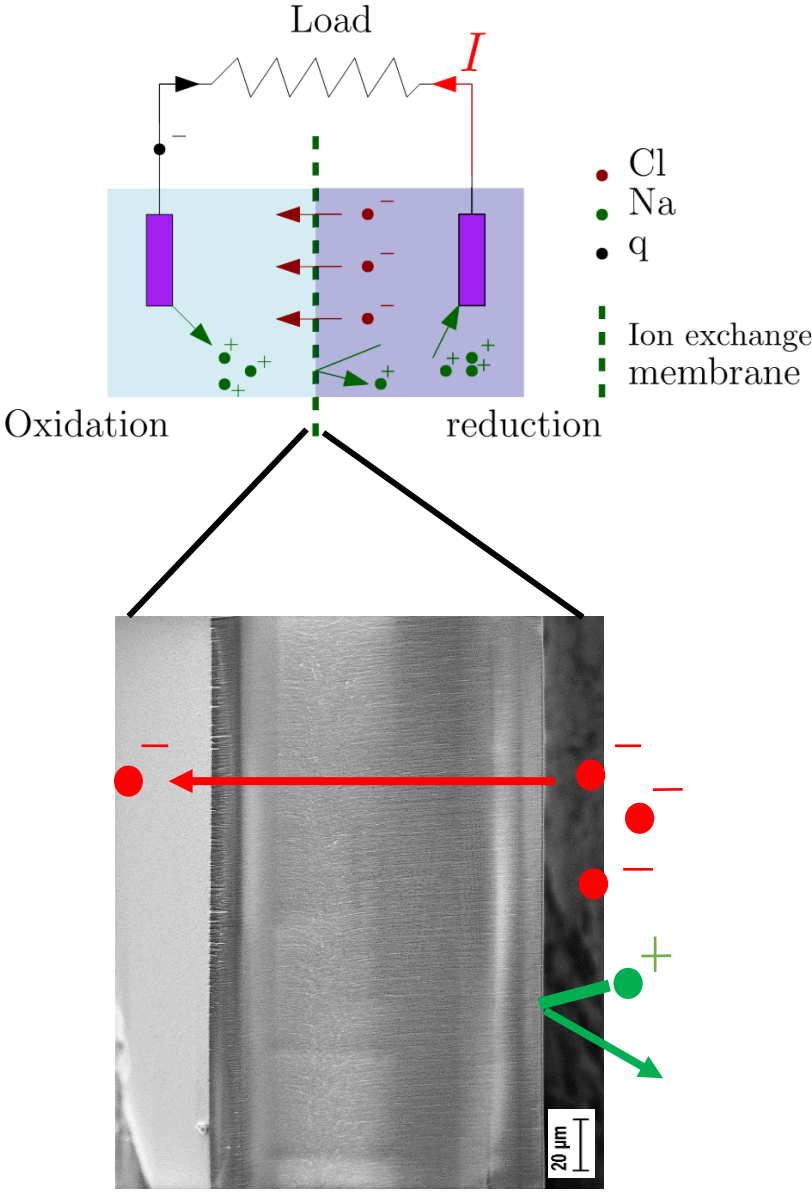 Load
I
−
Cl
−
Na
q
−
−
Ion exchange
membrane
+
+
+
+
+
+
+
Oxidation
reduction
−
−
−
−
+
20 µm